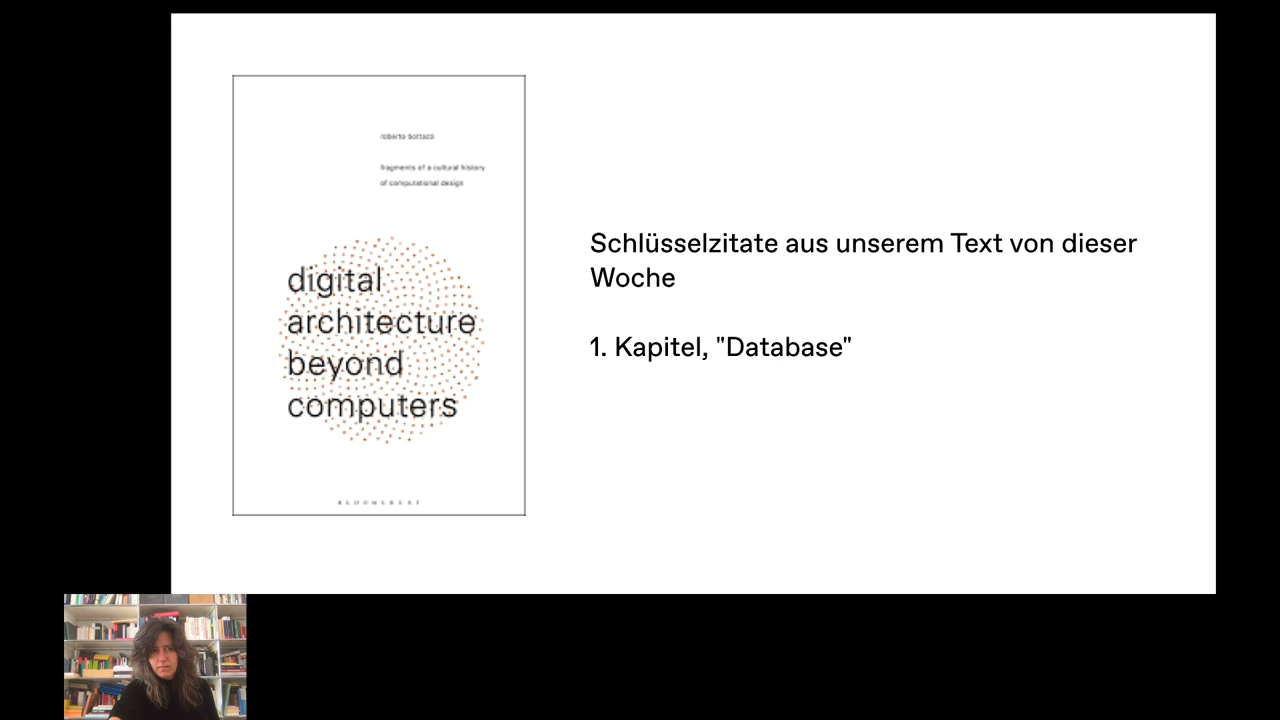 roberto bottazzi
fragments of a cultural history
of computational design
digital
architecture
beyond
computers
BLOOMSBURY
Schlüsselzitate aus unserem Text von dieser
Woche
1. Kapitel, "Database"